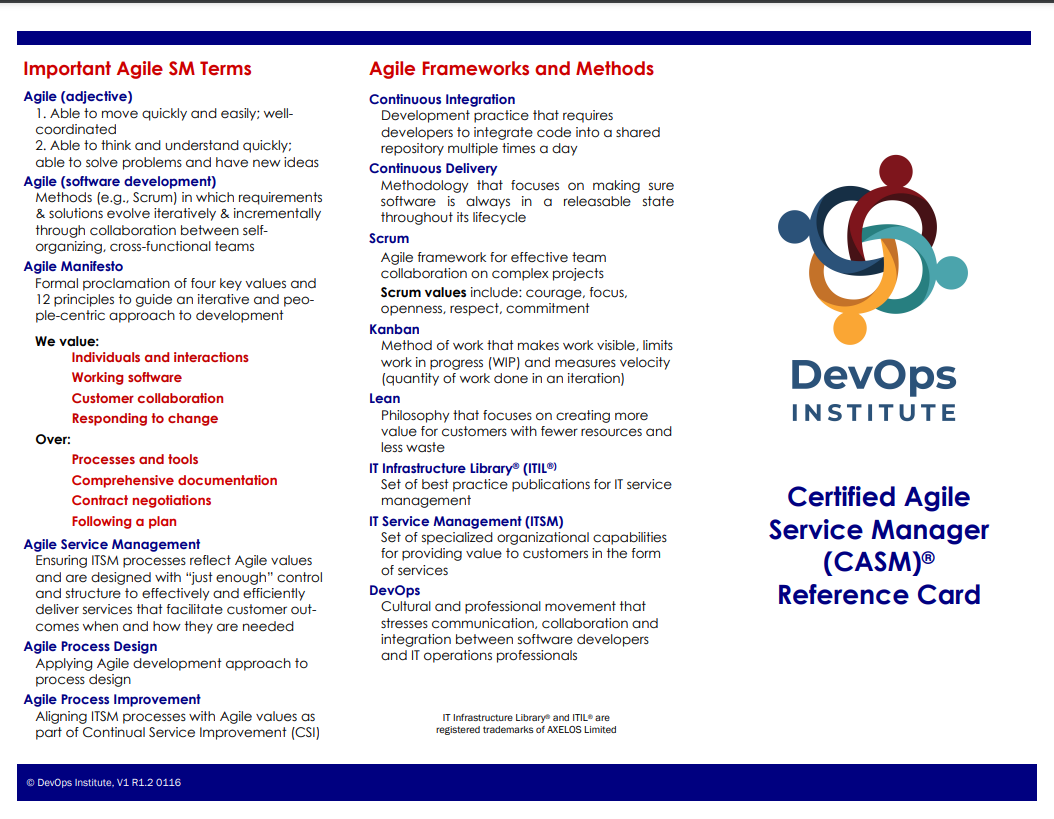 Important Agile SM Terms
Agile (adjective)
1. Able to move quickly and easily; well-
coordinated
2. Able to think and understand quickly;
able to solve problems and have new ideas
Agile (software development)
Methods (e.g., Scrum) in which requirements
& solutions evolve iteratively & incrementally
through collaboration between self-
organizing, cross-functional teams
Agile Manifesto
Formal proclamation of four key values and
12 principles to guide an iterative and peo-
ple-centric approach to development
We value:
Individuals and interactions
Working software
Customer collaboration
Responding to change
Over:
Processes and tools
Comprehensive documentation
Contract negotiations
Following a plan
Agile Service Management
Ensuring ITSM processes reflect Agile values
and are designed with “just enough” control
and structure to effectively and efficiently
deliver services that facilitate customer out-
comes when and how they are needed
Agile Process Design
Applying Agile development approach to
process design
Agile Process Improvement
Aligning ITSM processes with Agile values as
part of Continual Service Improvement (CSI)
Agile Frameworks and Methods
Continuous Integration
Development practice that requires
developers to integrate code into a shared
repository multiple times a day
Continuous Delivery
Methodology that focuses on making sure
software is always in a releasable state
throughout its lifecycle
Scrum
Agile framework for effective team
collaboration on complex projects
Scrum values include: courage, focus,
openness, respect, commitment
Kanban
Method of work that makes work visible, limits
work in progress (WIP) and measures velocity
(quantity of work done in an iteration)
Lean
Philosophy that focuses on creating more
value for customers with fewer resources and
less waste
IT Infrastructure Library® (ITIL®)
Set of best practice publications for IT service
management
IT Service Management (ITSM)
Set of specialized organizational capabilities
for providing value to customers in the form
of services
DevOps
Cultural and professional movement that
stresses communication, collaboration and
integration between software developers
and IT operations professionals
IT Infrastructure Library® and ITIL® are
registered trademarks of AXELOS Limited
DevOps
INSTITUTE
Certified Agile
Service Manager
(CASM)®
Reference Card
© DevOps Institute, V1 R1.2 0116